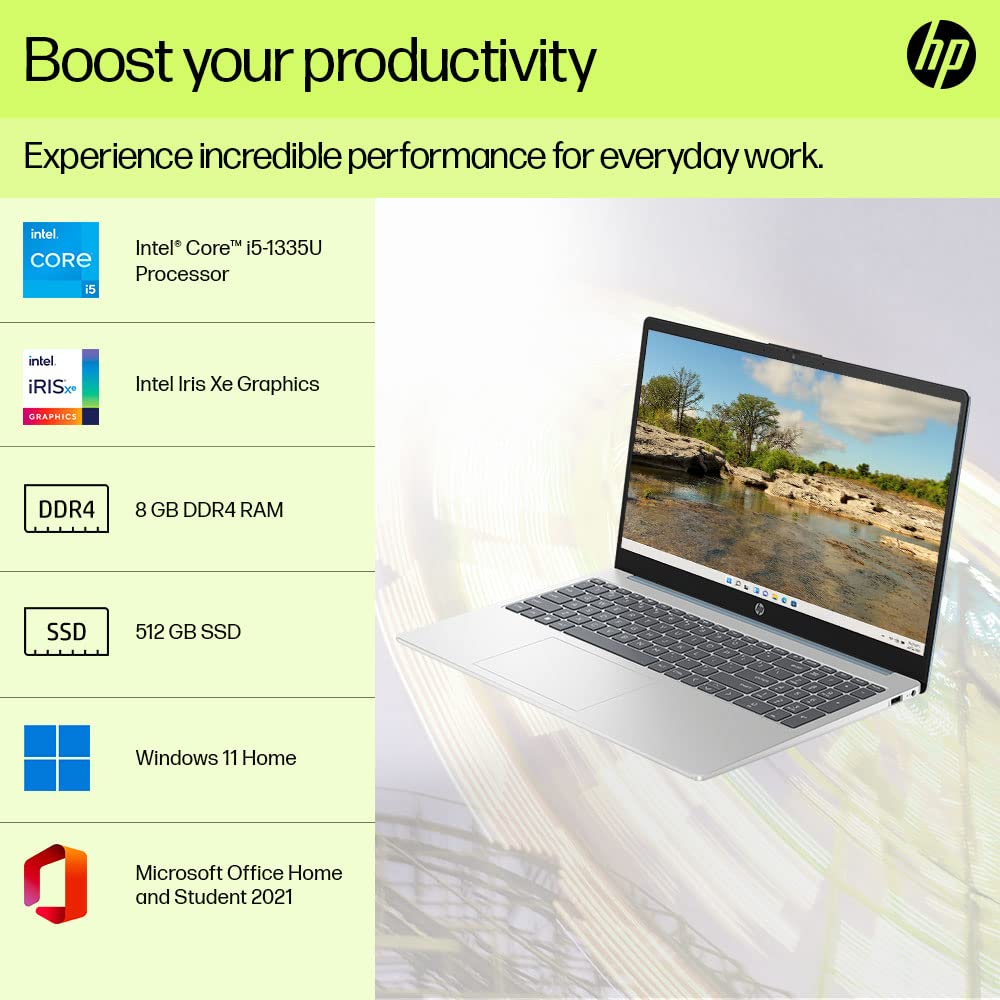 Boost your productivity
hp
Experience incredible performance for everyday work.
intel.
CORE
i5
Intel® Core™ i5-1335U
Processor
intel.
iRISxe
GRAPHICS
Intel Iris Xe Graphics
DDR4
8 GB DDR4 RAM
SSD
512 GB SSD
Windows 11 Home
Microsoft Office Home
and Student 2021
hp